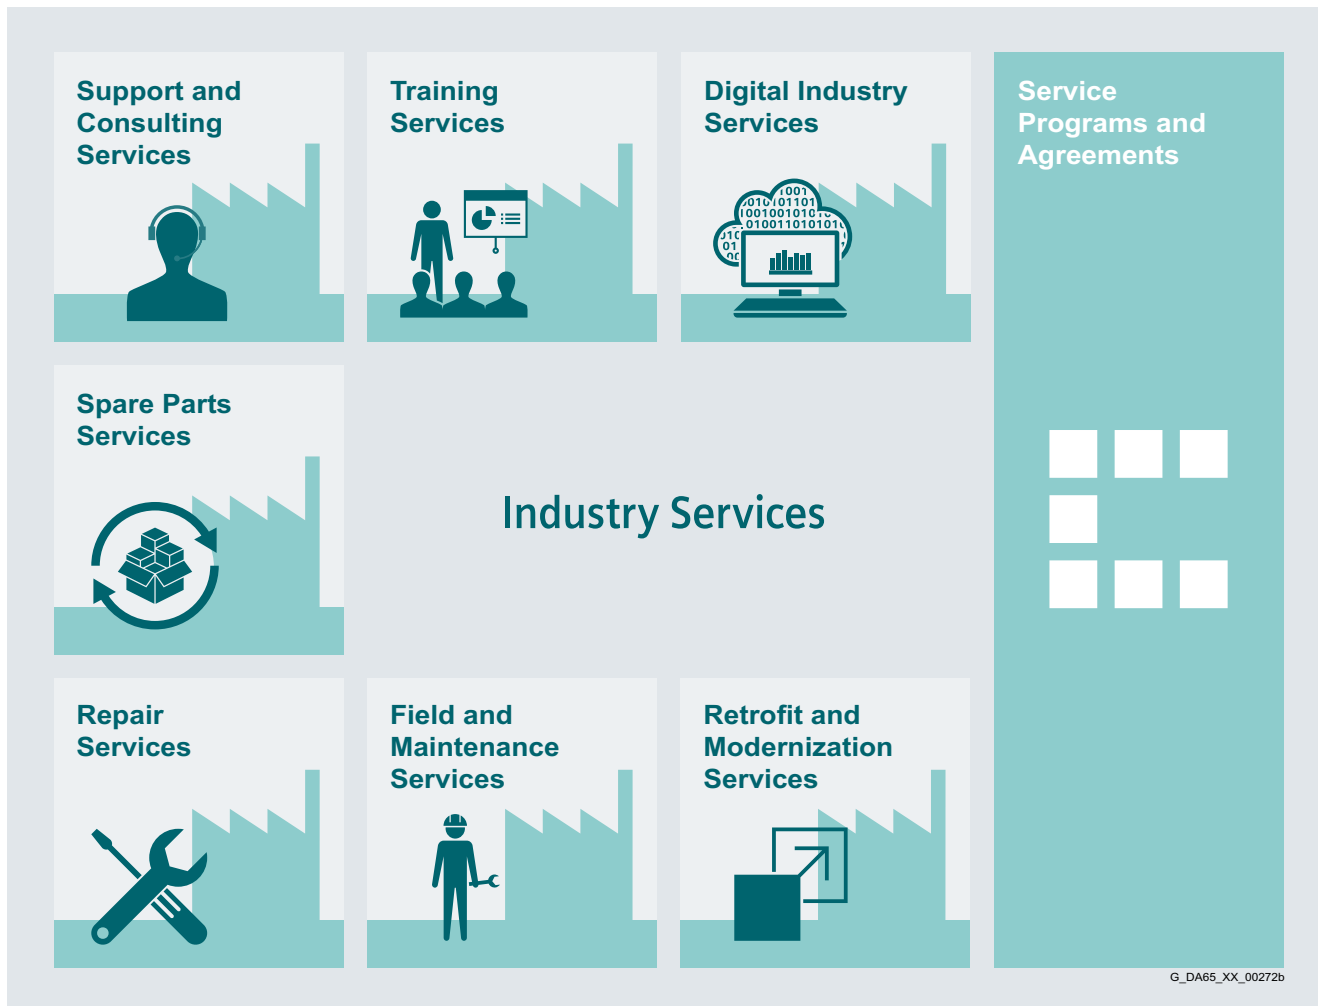 Support and
Consulting
Services
Training
Services
Digital Industry
Services
Service
Programs and
Agreements
Spare Parts
Services
Industry Services
Repair
Services
Field and
Maintenance
Services
Retrofit and
Modernization
Services
G_DA65_XX_00272b